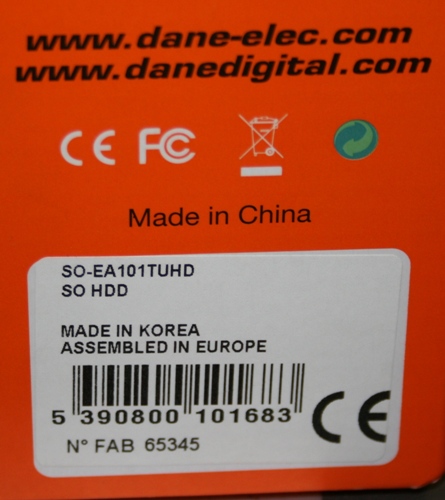 www.dane-elec.com
www.danedigital.com
CE FC
Made in China
SO-EA101TUHD
SO HDD
MADE IN KOREA
ASSEMBLED IN EUROPE
5 390800 101683
CE
N° FAB 65345